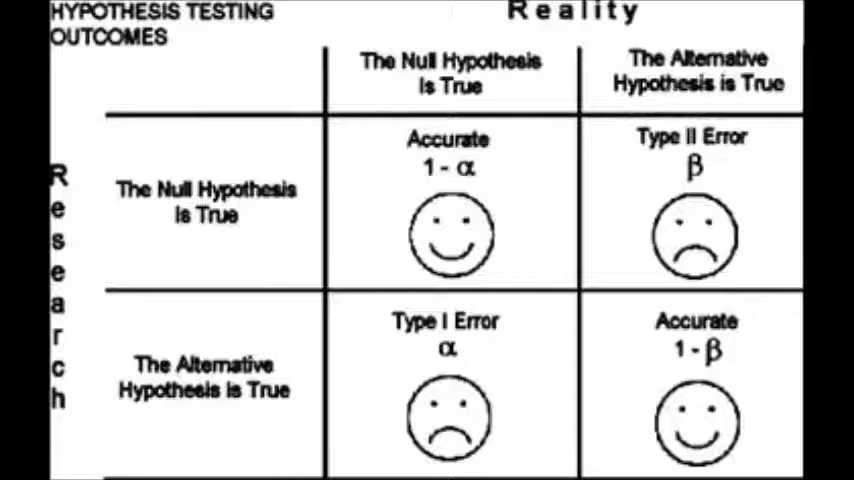 HYPOTHESIS TESTING
OUTCOMES
Reality
The Null Hypothesis
Is True
The Alternative
Hypothesis is True
Research
The Null Hypothesis
Is True
Accurate
1 - α
Type II Error
β
The Alternative
Hypothesis is True
Type I Error
α
Accurate
1 - β